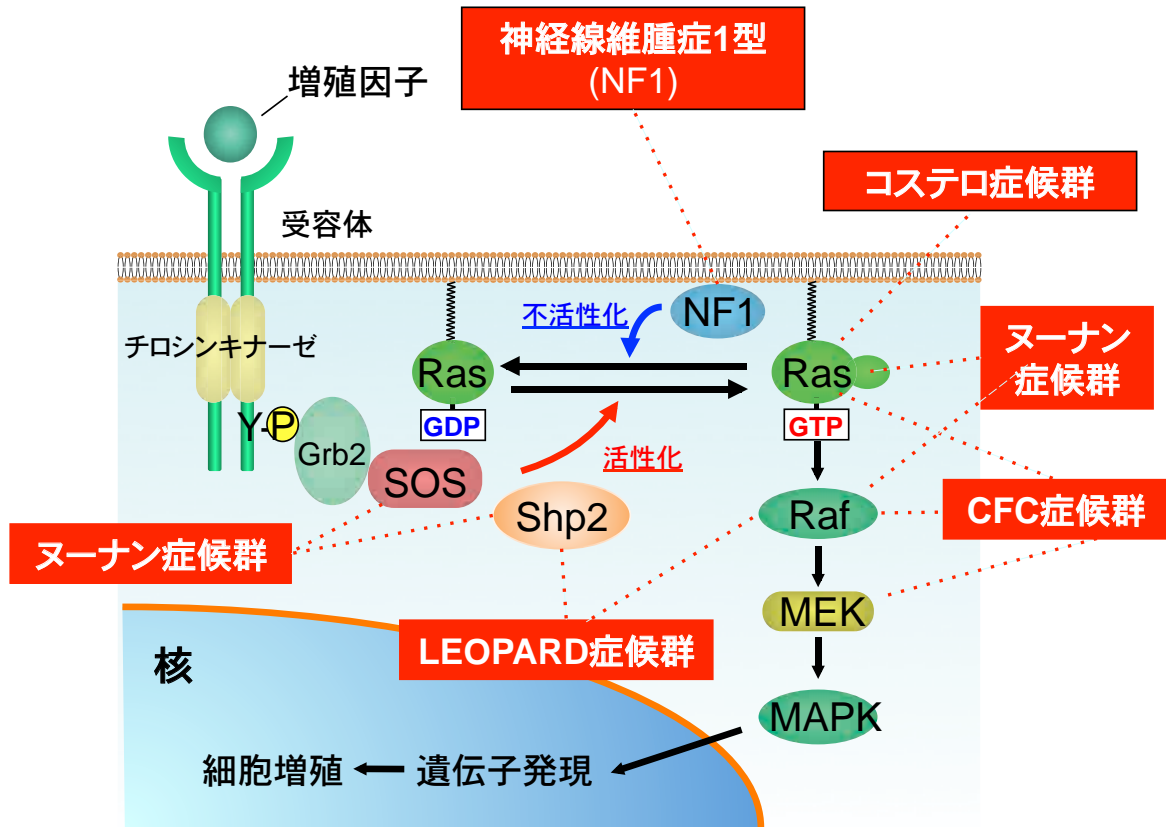 神経線維腫症1型
(NF1)
増殖因子
コステロ症候群
受容体
不活性化
NF1
ヌーナン
症候群
チロシンキナーゼ
Ras
Ras
GDP
GTP
Y-P
Grb2
活性化
SOS
Shp2
Raf
CFC症候群
ヌーナン症候群
MEK
LEOPARD症候群
核
MAPK
細胞増殖
遺伝子発現